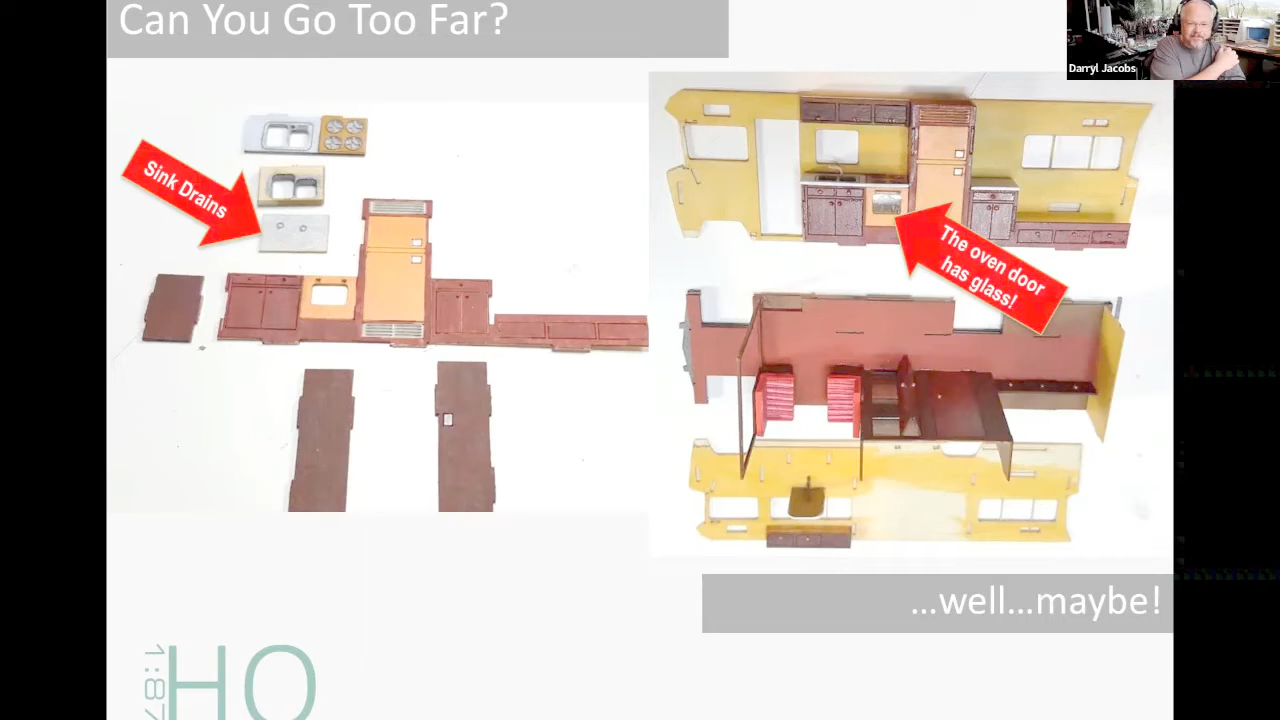 Can You Go Too Far?
Darryl Jacobs
Sink Drains
The oven door
has glass!
...well...maybe!
1:87
HO